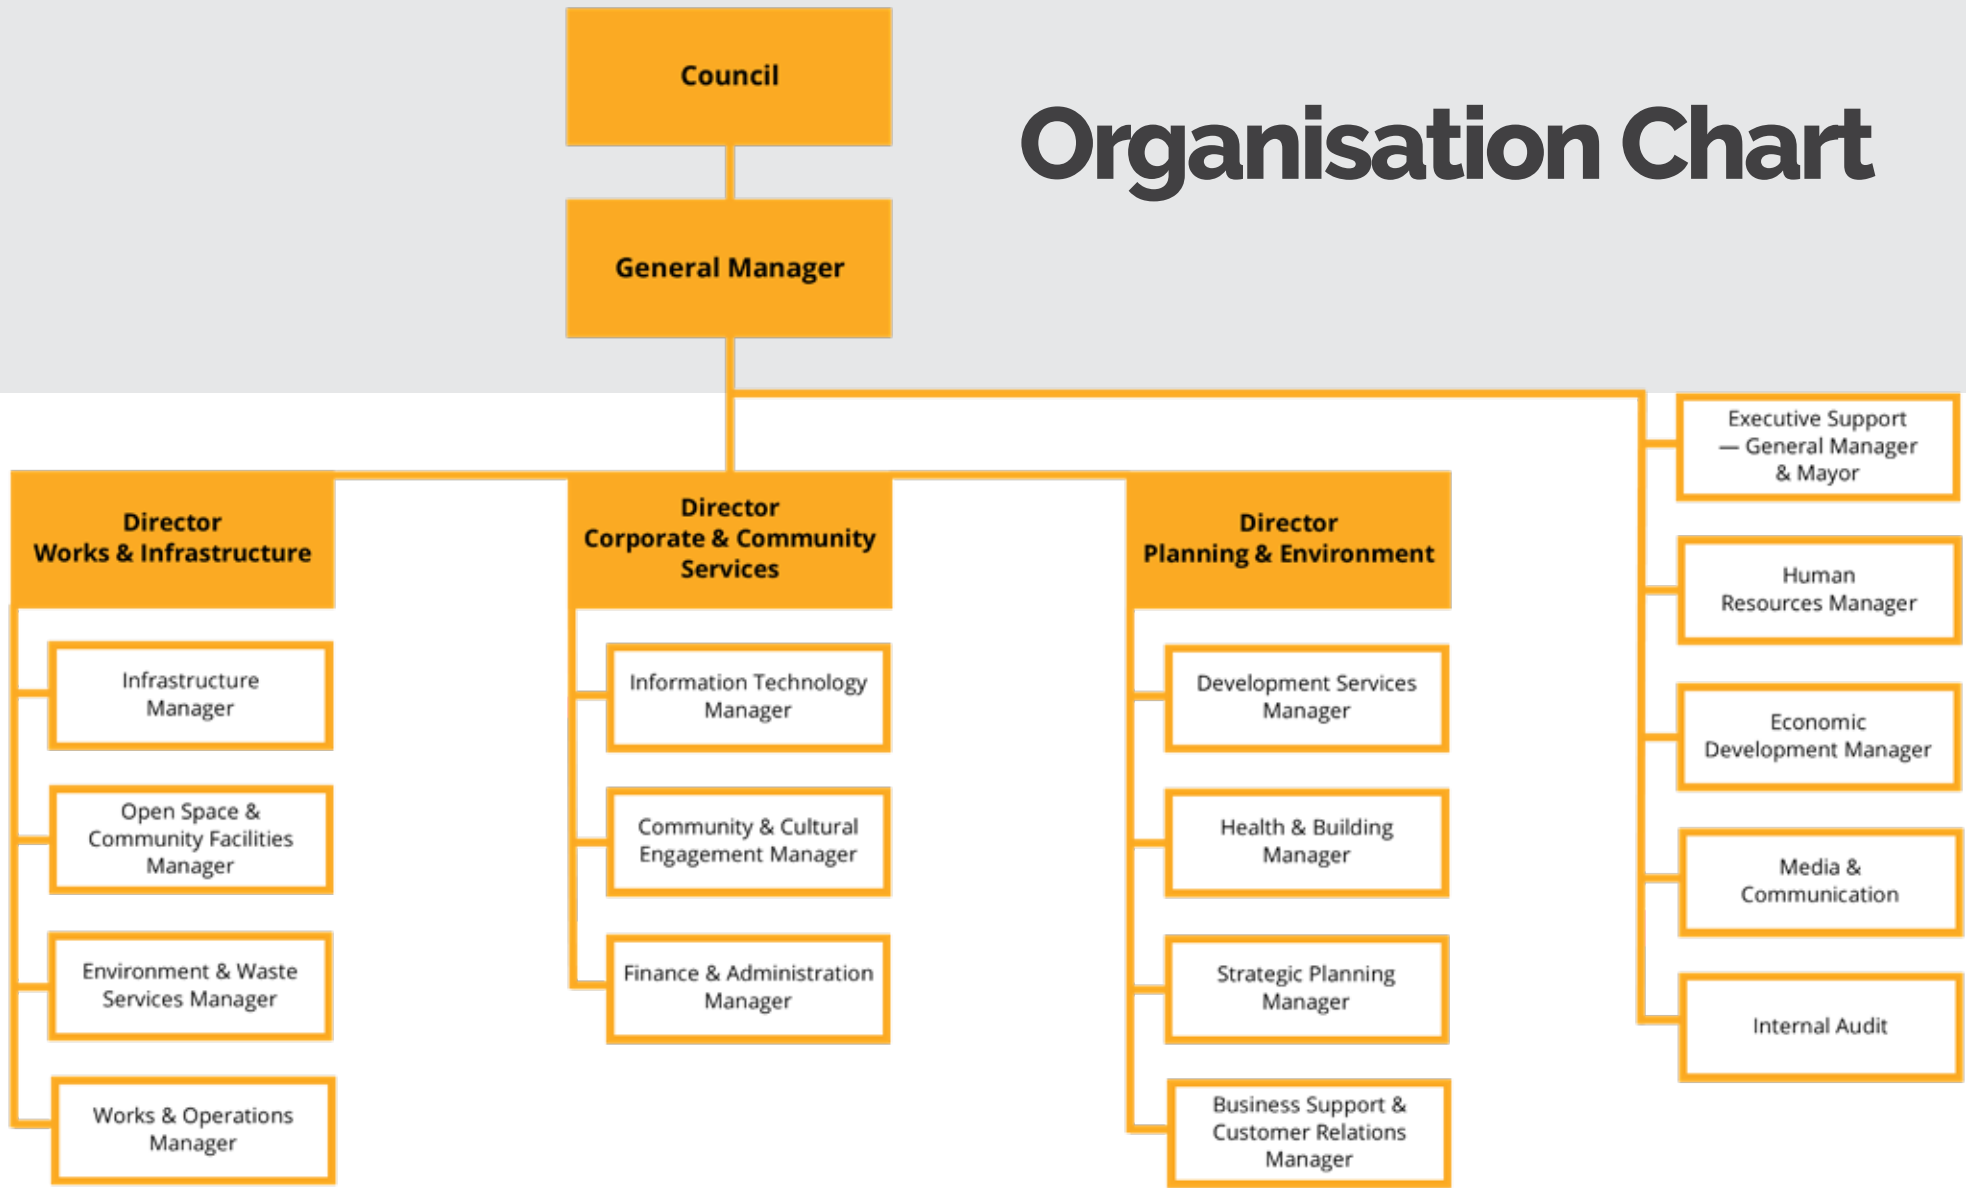 Council
Organisation Chart
General Manager
Director
Works & Infrastructure
Infrastructure
Manager
Open Space &
Community Facilities
Manager
Environment & Waste
Services Manager
Works & Operations
Manager
Director
Corporate & Community
Services
Information Technology
Manager
Community & Cultural
Engagement Manager
Finance & Administration
Manager
Director
Planning & Environment
Development Services
Manager
Health & Building
Manager
Strategic Planning
Manager
Business Support &
Customer Relations
Manager
Executive Support
— General Manager
& Mayor
Human
Resources Manager
Economic
Development Manager
Media &
Communication
Internal Audit